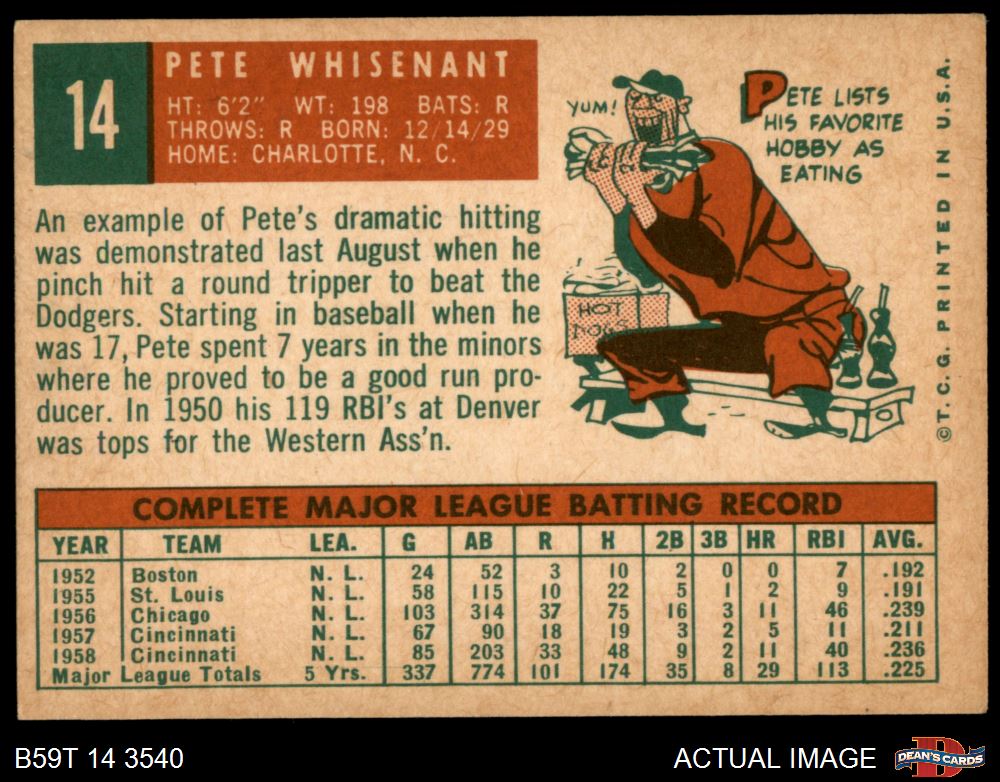 14
PETE WHISENANT
HT: 6'2" WT: 198 BATS: R
THROWS: R BORN: 12/14/29
HOME: CHARLOTTE, N. C.
YUM!
PETE LISTS
HIS FAVORITE
HOBBY AS
EATING
HOT
DOGS
©T. C. G. PRINTED IN U.S.A.
An example of Pete's dramatic hitting
was demonstrated last August when he
pinch hit a round tripper to beat the
Dodgers. Starting in baseball when he
was 17, Pete spent 7 years in the minors
where he proved to be a good run pro-
ducer. In 1950 his 119 RBI's at Denver
was tops for the Western Ass'n.
COMPLETE MAJOR LEAGUE BATTING RECORD
YEAR TEAM LEA. G AB R H 2B 3B HR RBI AVG.
1952 Boston N. L. 24 52 3 10 2 0 0 7 .192
1955 St. Louis N. L. 58 115 10 22 5 1 2 9 .191
1956 Chicago N. L. 103 314 37 75 16 3 11 46 .239
1957 Cincinnati N. L. 67 90 18 19 3 2 5 11 .211
1958 Cincinnati N. L. 85 203 33 48 9 2 11 40 .236
Major League Totals 5 Yrs. 337 774 101 174 35 8 29 113 .225
B59T 14 3540
ACTUAL IMAGE
D
DEAN'S CARDS